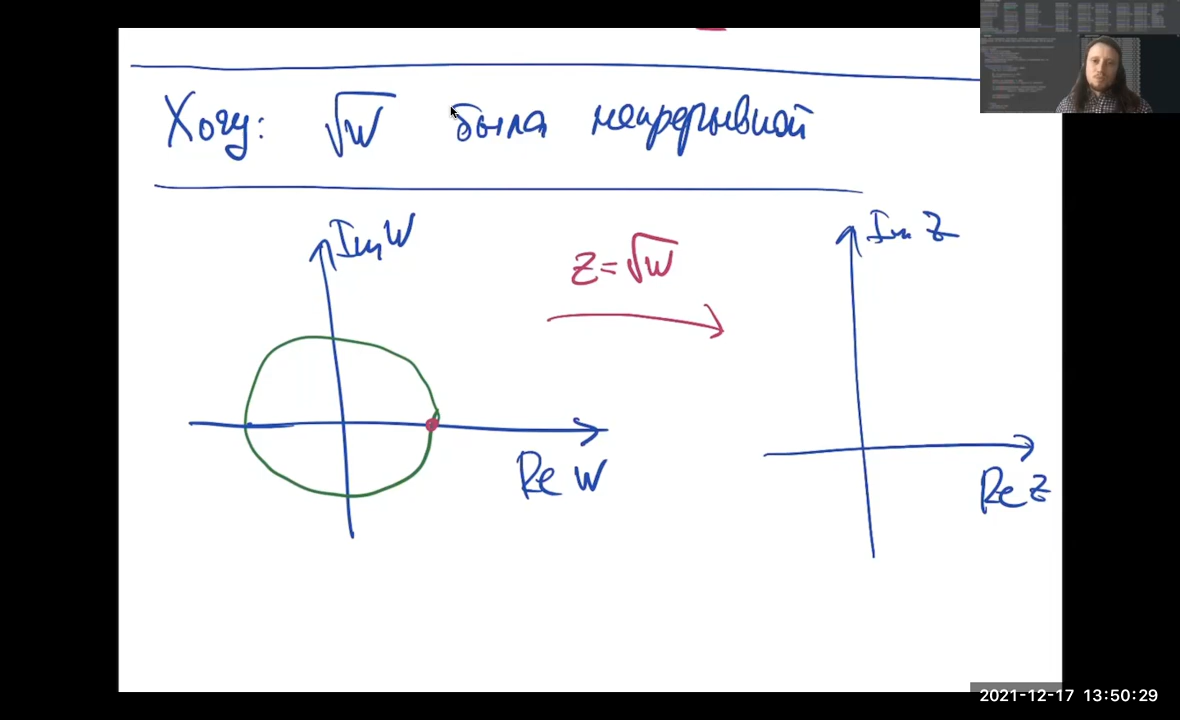 Хочу: √w была непрерывной
Im W
z = √w
Im z
Re W
Re z
2021-12-17 13:50:29